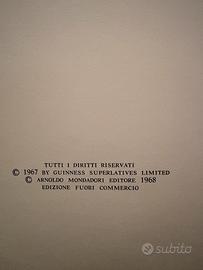 TUTTI I DIRITTI RISERVATI
© 1967 BY GUINNESS SUPERLATIVES LIMITED
© ARNOLDO MONDADORI EDITORE 1968
EDIZIONE FUORI COMMERCIO
subito